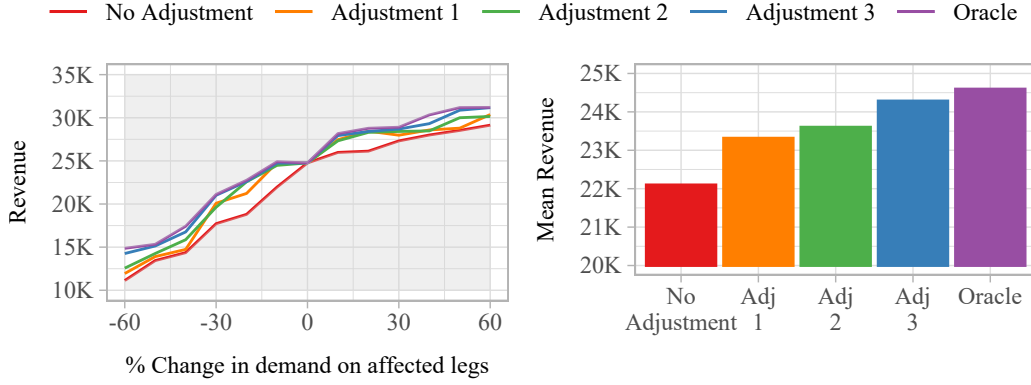 No Adjustment Adjustment 1 Adjustment 2 Adjustment 3 Oracle
Revenue
35K
30K
25K
20K
15K
10K
-60 -30 0 30 60
% Change in demand on affected legs
Mean Revenue
25K
24K
23K
22K
21K
20K
No Adj Adj Adj Oracle
Adjustment 1 2 3